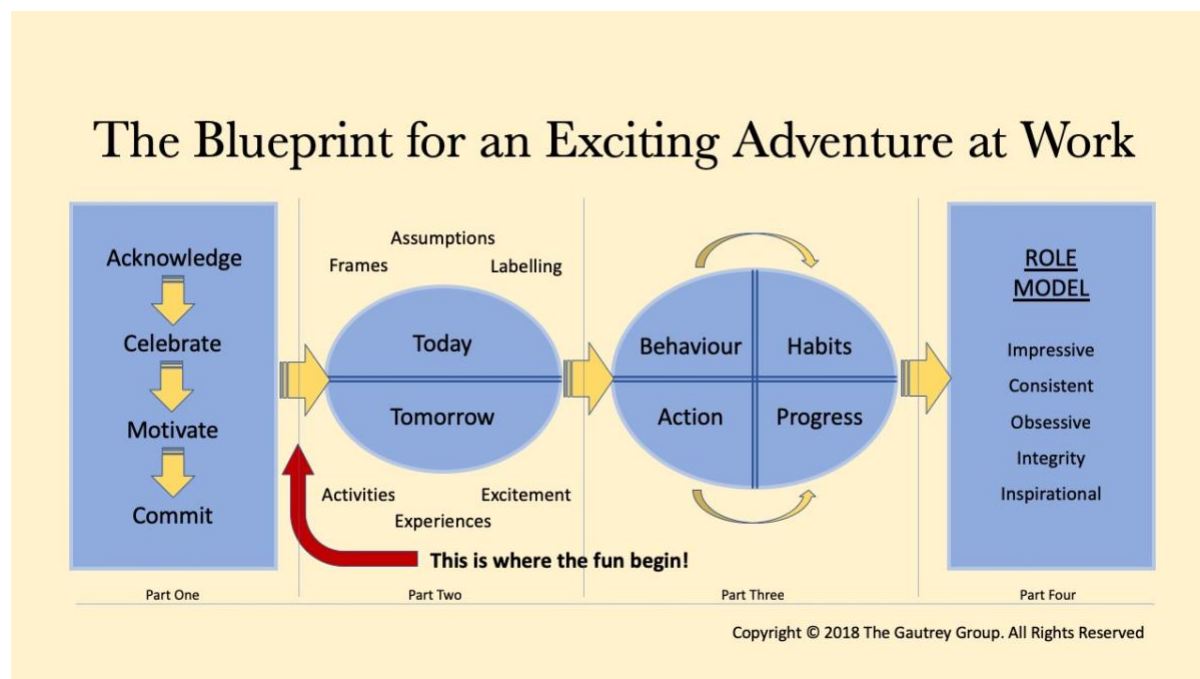 The Blueprint for an Exciting Adventure at Work
Acknowledge
Celebrate
Motivate
Commit
Part One
Assumptions
Frames
Labelling
Today
Tomorrow
Activities
Excitement
Experiences
This is where the fun begin!
Part Two
Behaviour
Habits
Action
Progress
Part Three
ROLE
MODEL
Impressive
Consistent
Obsessive
Integrity
Inspirational
Part Four
Copyright © 2018 The Gautrey Group. All Rights Reserved